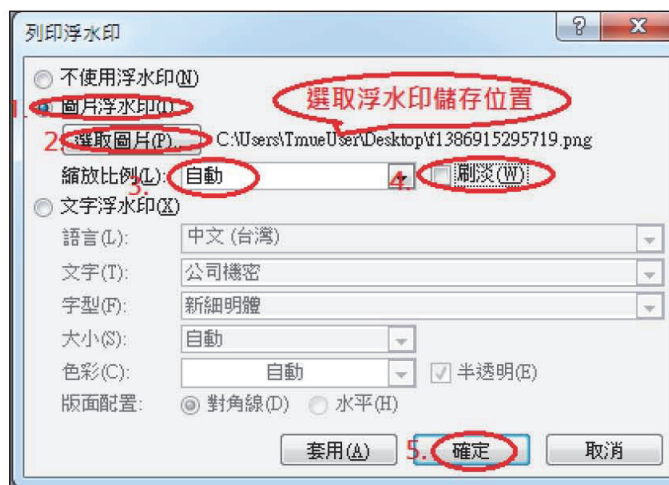 列印浮水印
不使用浮水印(N)
1. 圖片浮水印(I)
選取浮水印儲存位置
2. 選取圖片(P)... C:\Users\TmueUser\Desktop\f1386915295719.png
縮放比例(L): 3. 自動 4. 刷淡(W)
文字浮水印(X)
語言(L): 中文 (台灣)
文字(T): 公司機密
字型(F): 新細明體
大小(S): 自動
色彩(C): 自動 半透明(E)
版面配置: 對角線(D) 水平(H)
套用(A) 5. 確定 取消